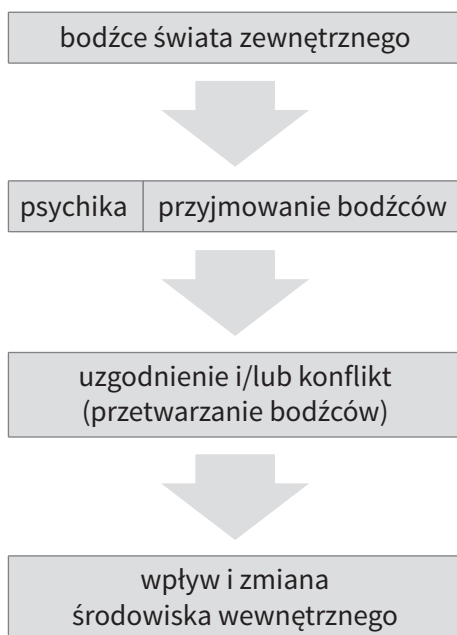 bodźce świata zewnętrznego
psychika
przyjmowanie bodźców
uzgodnienie i/lub konflikt
(przetwarzanie bodźców)
wpływ i zmiana
środowiska wewnętrznego